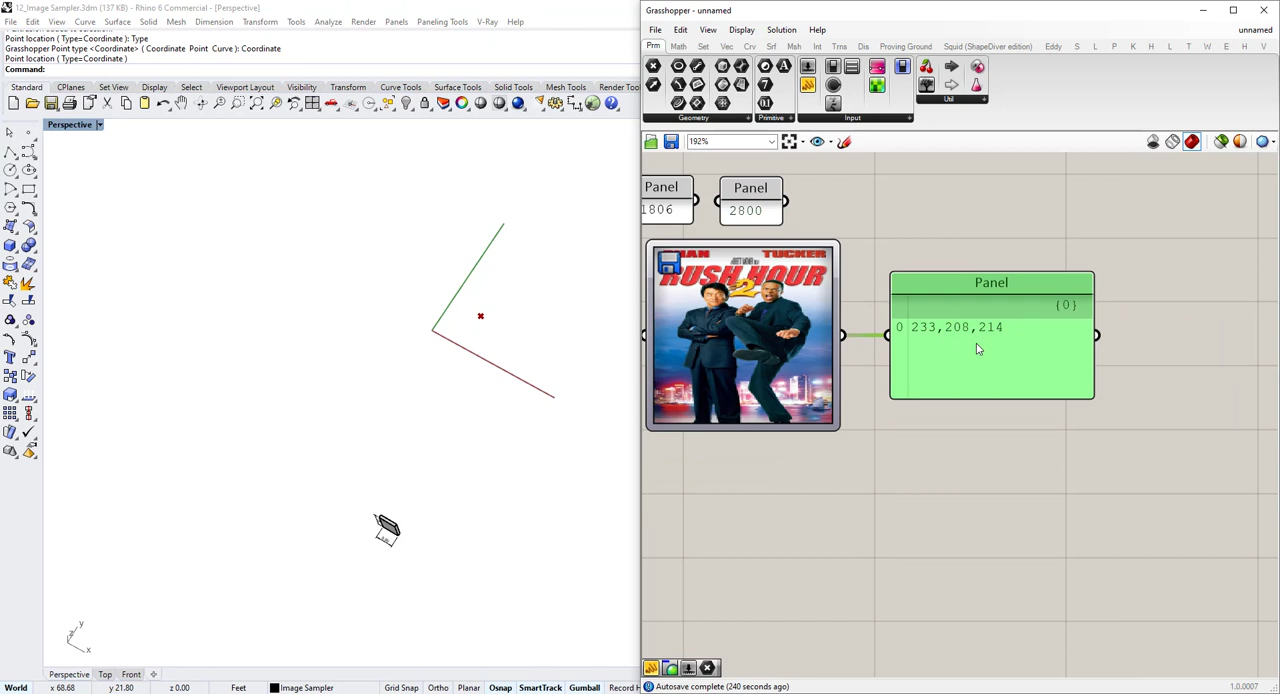 12_Image Sampler.3dm (137 KB) - Rhino 6 Commercial - [Perspective]
File Edit View Curve Surface Solid Mesh Dimension Transform Tools Analyze Render Panels Paneling Tools V-Ray Help
Point location ( Type=Coordinate ): Type
Grasshopper Point type <Coordinate> ( Coordinate Point Curve ): Coordinate
Point location ( Type=Coordinate )
Command:
Standard CPlanes Set View Display Select Viewport Layout Visibility Transform Curve Tools Surface Tools Solid Tools Mesh Tools Render Tools
Perspective
y
z
x
Perspective Top Front
World x 68.68 y 21.80 z 0.00 Feet Image Sampler Grid Snap Ortho Planar Osnap SmartTrack Gumball Record H
Grasshopper - unnamed
File Edit View Display Solution Help unnamed
Prm Math Set Vec Crv Srf Msh Int Trns Dis Proving Ground Squid (ShapeDiver edition) Eddy S L P K H L T W B E H V
Geometry Primitive Input Util
192%
Panel
1806
Panel
2800
TUCKER
RUSH HOUR
2
Panel
{0}
0 233,208,214
Autosave complete (240 seconds ago) 1.0.0007